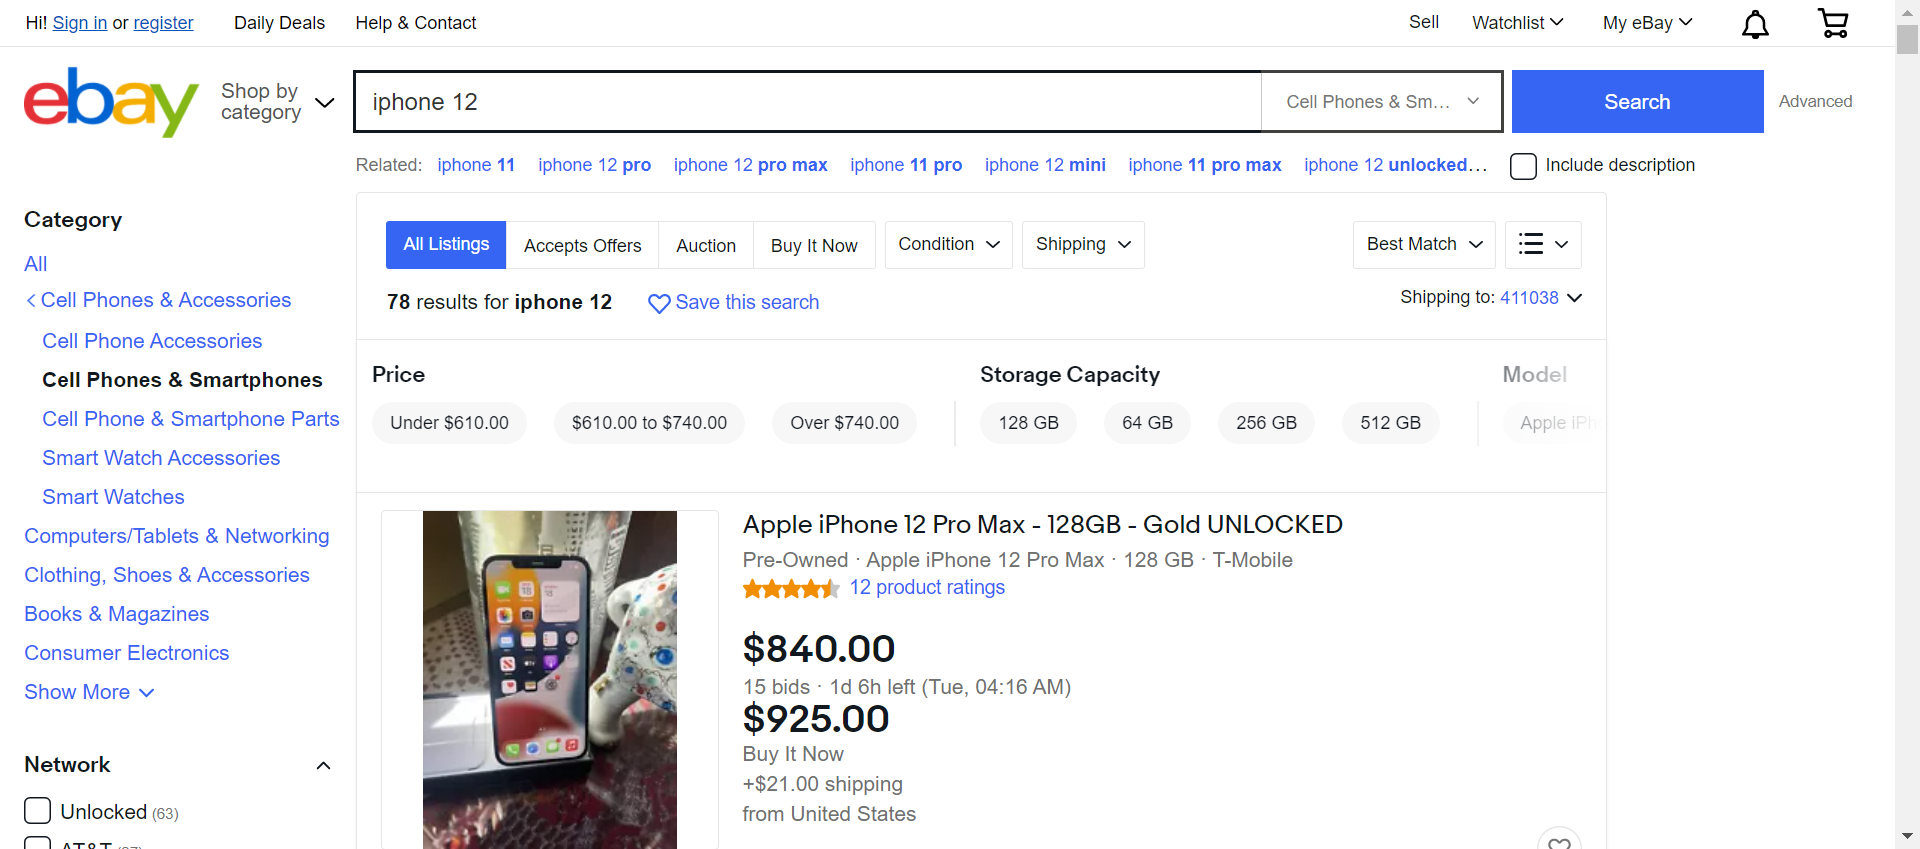 Hi! Sign in or register Daily Deals Help & Contact Sell Watchlist My eBay
ebay Shop by category iphone 12 Cell Phones & Sm... Search Advanced
Related: iphone 11 iphone 12 pro iphone 12 pro max iphone 11 pro iphone 12 mini iphone 11 pro max iphone 12 unlocked... Include description
Category
All
Cell Phones & Accessories
Cell Phone Accessories
Cell Phones & Smartphones
Cell Phone & Smartphone Parts
Smart Watch Accessories
Smart Watches
Computers/Tablets & Networking
Clothing, Shoes & Accessories
Books & Magazines
Consumer Electronics
Show More
Network
Unlocked (63)
AT&T
All Listings Accepts Offers Auction Buy It Now Condition Shipping Best Match
78 results for iphone 12 Save this search Shipping to: 411038
Price Storage Capacity Model
Under $610.00 $610.00 to $740.00 Over $740.00 128 GB 64 GB 256 GB 512 GB Apple iPh
Apple iPhone 12 Pro Max - 128GB - Gold UNLOCKED
Pre-Owned · Apple iPhone 12 Pro Max · 128 GB · T-Mobile
12 product ratings
$840.00
15 bids · 1d 6h left (Tue, 04:16 AM)
$925.00
Buy It Now
+$21.00 shipping
from United States